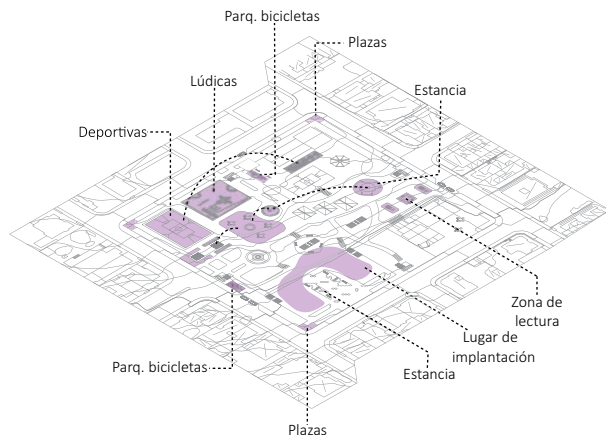 Parq. bicicletas
Plazas
Lúdicas
Estancia
Deportivas
Zona de
lectura
Lugar de
implantación
Parq. bicicletas
Estancia
Plazas